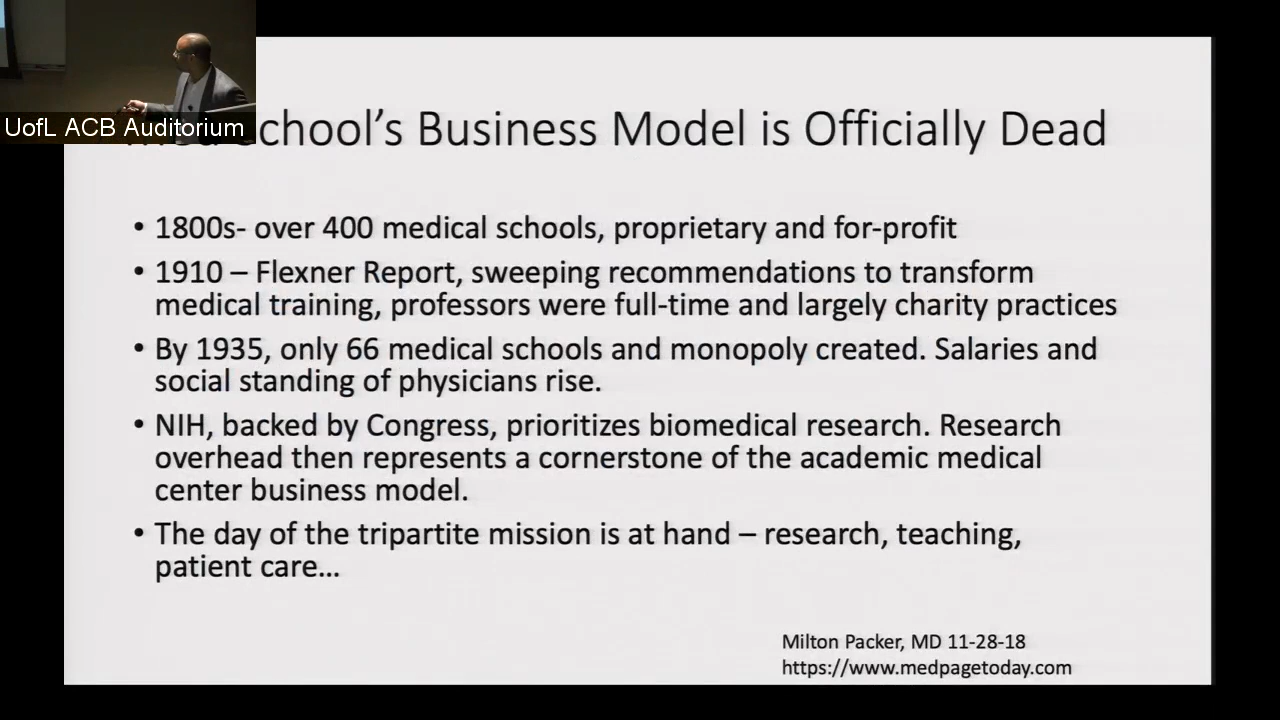 UofL ACB Auditorium
School's Business Model is Officially Dead
• 1800s- over 400 medical schools, proprietary and for-profit
• 1910 – Flexner Report, sweeping recommendations to transform
medical training, professors were full-time and largely charity practices
• By 1935, only 66 medical schools and monopoly created. Salaries and
social standing of physicians rise.
• NIH, backed by Congress, prioritizes biomedical research. Research
overhead then represents a cornerstone of the academic medical
center business model.
• The day of the tripartite mission is at hand – research, teaching,
patient care...
Milton Packer, MD 11-28-18
https://www.medpagetoday.com